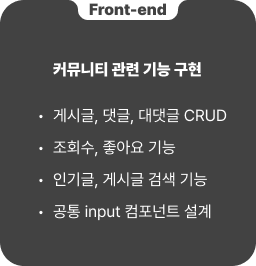 Front-end
커뮤니티 관련 기능 구현
• 게시글, 댓글, 대댓글 CRUD
• 조회수, 좋아요 기능
• 인기글, 게시글 검색 기능
• 공통 input 컴포넌트 설계